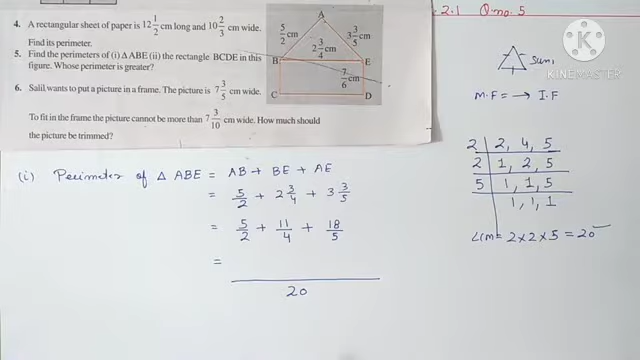 4. A rectangular sheet of paper is 12 1/2 cm long and 10 2/3 cm wide.
Find its perimeter.
5. Find the perimeters of (i) Δ ABE (ii) the rectangle BCDE in this
figure. Whose perimeter is greater?
6. Salil wants to put a picture in a frame. The picture is 7 3/5 cm wide.
To fit in the frame the picture cannot be more than 7 3/10 cm wide. How much should
the picture be trimmed?
A
5/2 cm
3 3/5 cm
2 3/4 cm
B
E
7/6 cm
C
D
2.1 Q no. 5
Sum
KINEMASTER
M.F = → I.F
2 | 2, 4, 5
2 | 1, 2, 5
5 | 1, 1, 5
1, 1, 1
LCM = 2 × 2 × 5 = 20
(i) Perimeter of Δ ABE = AB + BE + AE
= 5/2 + 2 3/4 + 3 3/5
= 5/2 + 11/4 + 18/5
=
20